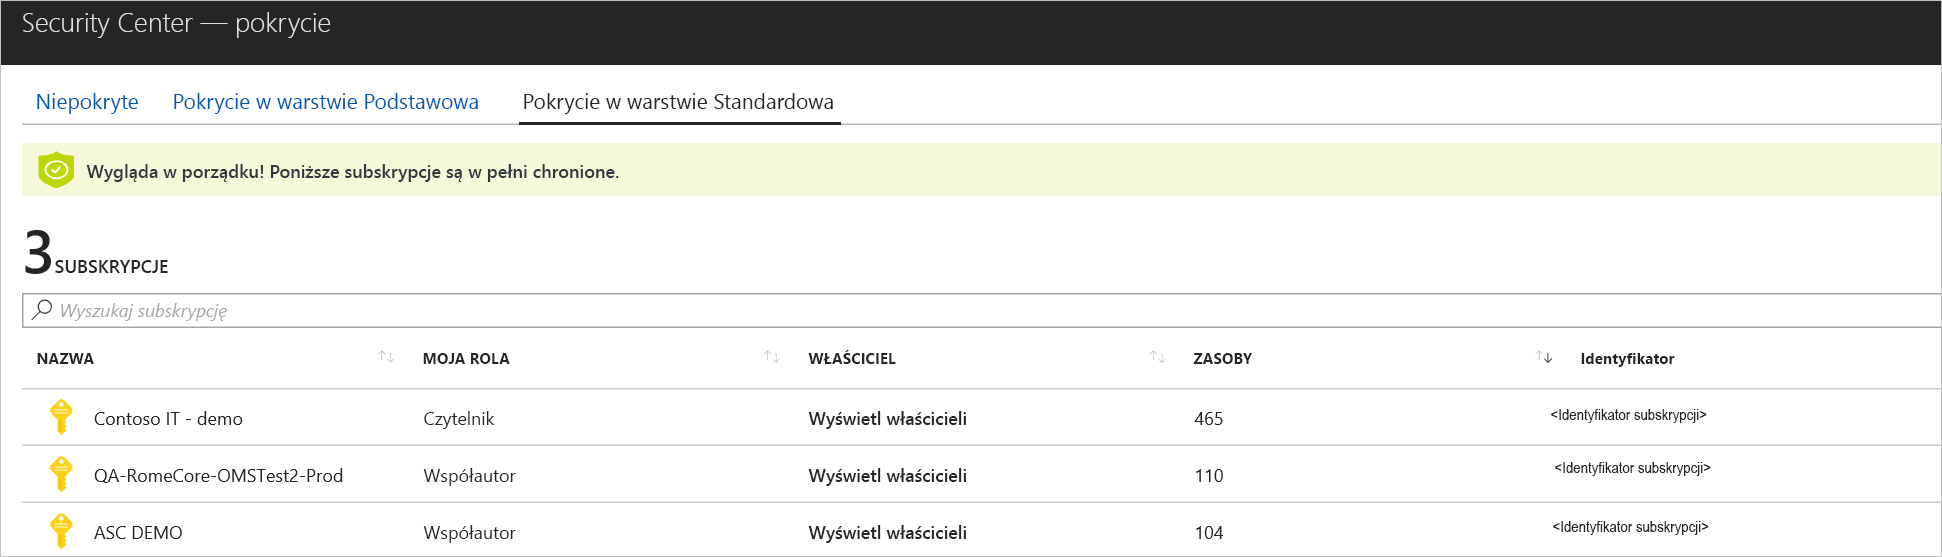 Security Center — pokrycie
Niepokryte Pokrycie w warstwie Podstawowa Pokrycie w warstwie Standardowa
Wygląda w porządku! Poniższe subskrypcje są w pełni chronione.
3 SUBSKRYPCJE
Wyszukaj subskrypcję
NAZWA MOJA ROLA WŁAŚCICIEL ZASOBY Identyfikator
Contoso IT - demo Czytelnik Wyświetl właścicieli 465 <Identyfikator subskrypcji>
QA-RomeCore-OMSTest2-Prod Współautor Wyświetl właścicieli 110 <Identyfikator subskrypcji>
ASC DEMO Współautor Wyświetl właścicieli 104 <Identyfikator subskrypcji>